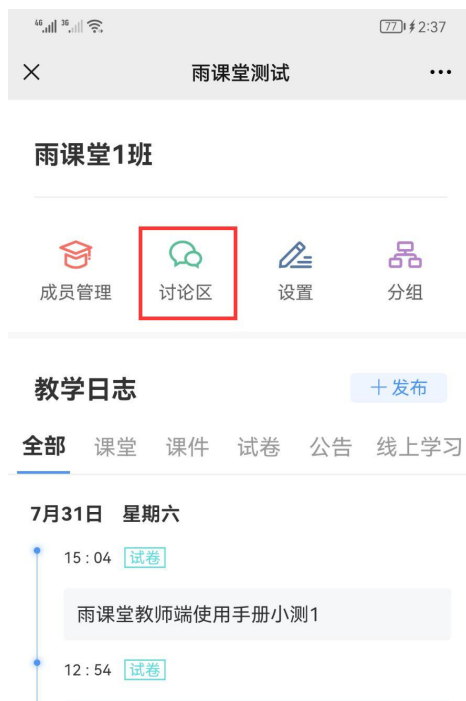 46 36 77 2:37
雨课堂测试
雨课堂1班
成员管理 讨论区 设置 分组
教学日志 十发布
全部 课堂 课件 试卷 公告 线上学习
7月31日 星期六
15:04 试卷
雨课堂教师端使用手册小测1
12:54 试卷